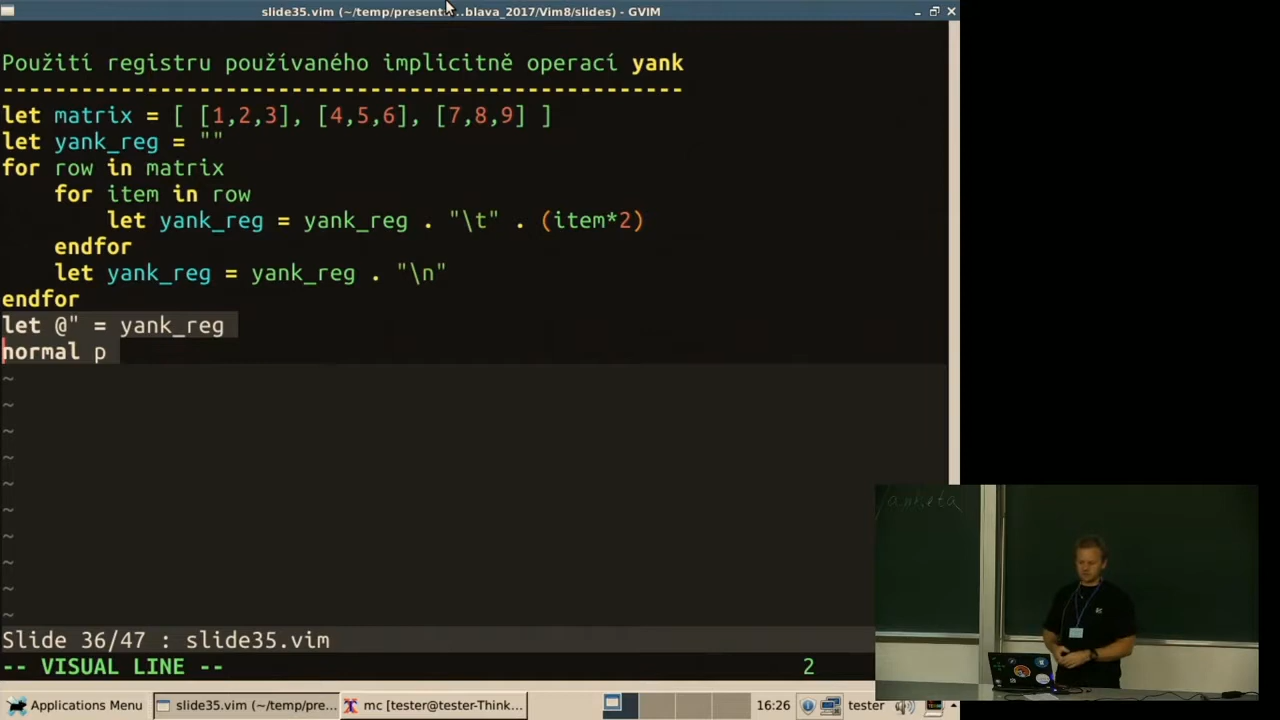 slide35.vim (~/temp/presenta...blava_2017/Vim8/slides) - GVIM
Použití registru používaného implicitně operací yank
----------------------------------------------------
let matrix = [ [1,2,3], [4,5,6], [7,8,9] ]
let yank_reg = ""
for row in matrix
    for item in row
        let yank_reg = yank_reg . "\t" . (item*2)
    endfor
    let yank_reg = yank_reg . "\n"
endfor
let @" = yank_reg
normal p
~
~
~
~
~
~
~
~
~
~
Slide 36/47 : slide35.vim
-- VISUAL LINE -- 2
anketa
Applications Menu slide35.vim (~/temp/pre... mc [tester@tester-Think... 16:26 tester